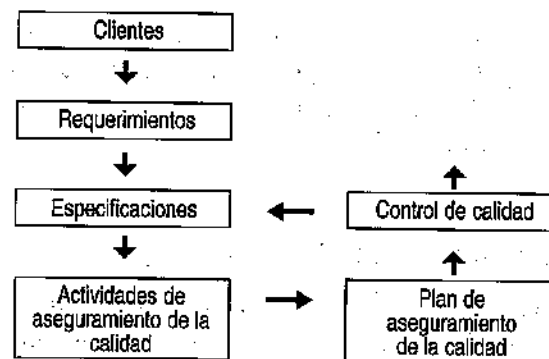 Clientes
Requerimientos
Especificaciones
Control de calidad
Actividades de
aseguramiento de la
calidad
Plan de
aseguramiento
de la calidad